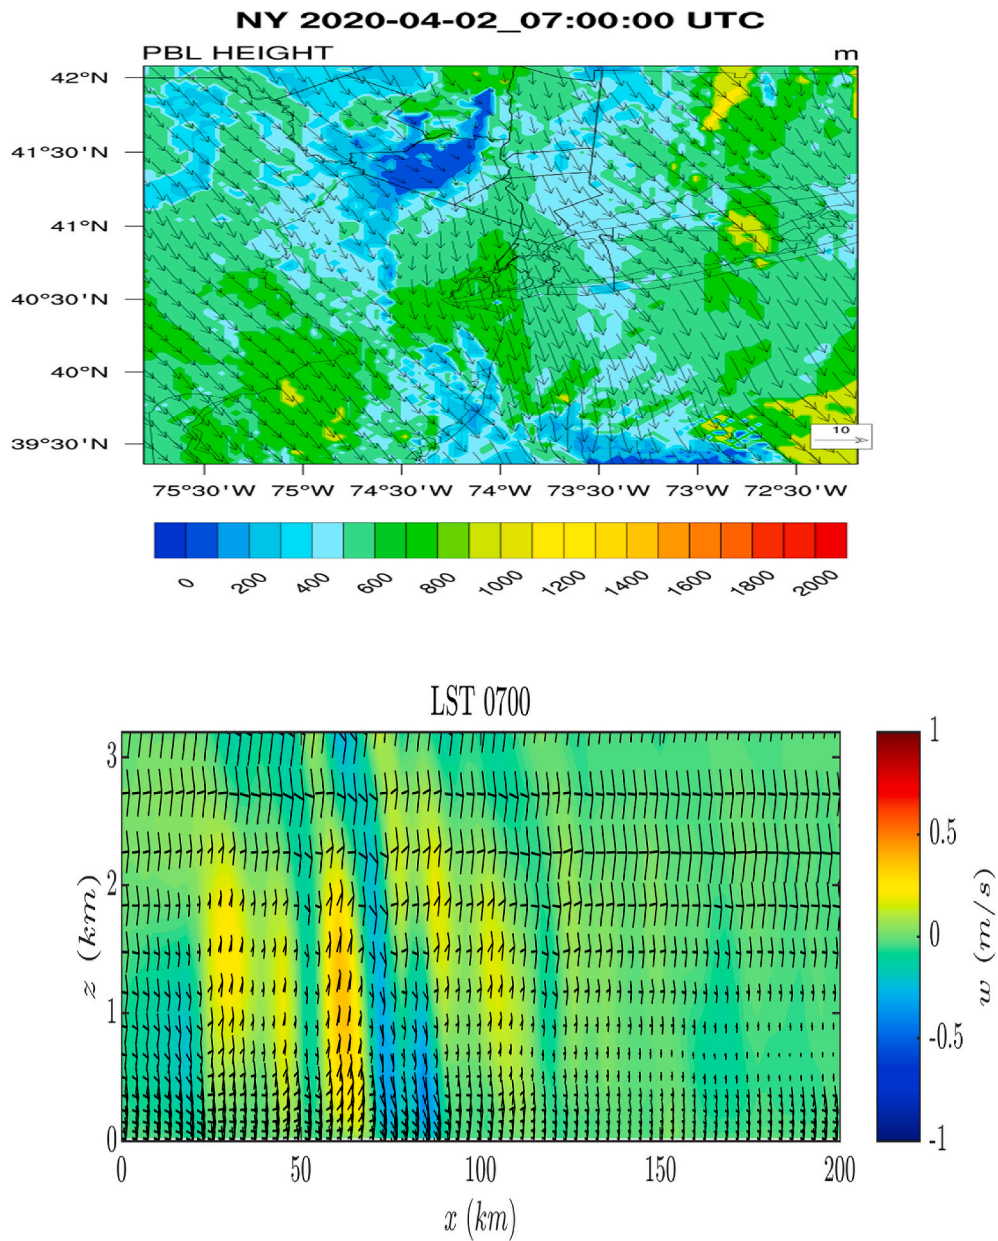 NY 2020-04-02_07:00:00 UTC
PBL HEIGHT m
42°N
41°30'N
41°N
40°30'N
40°N
39°30'N
10
75°30'W 75°W 74°30'W 74°W 73°30'W 73°W 72°30'W
0 200 400 600 800 1000 1200 1400 1600 1800 2000
LST 0700
3
2
1
0
z (km)
0 50 100 150 200
x (km)
1
0.5
0
-0.5
-1
w (m/s)